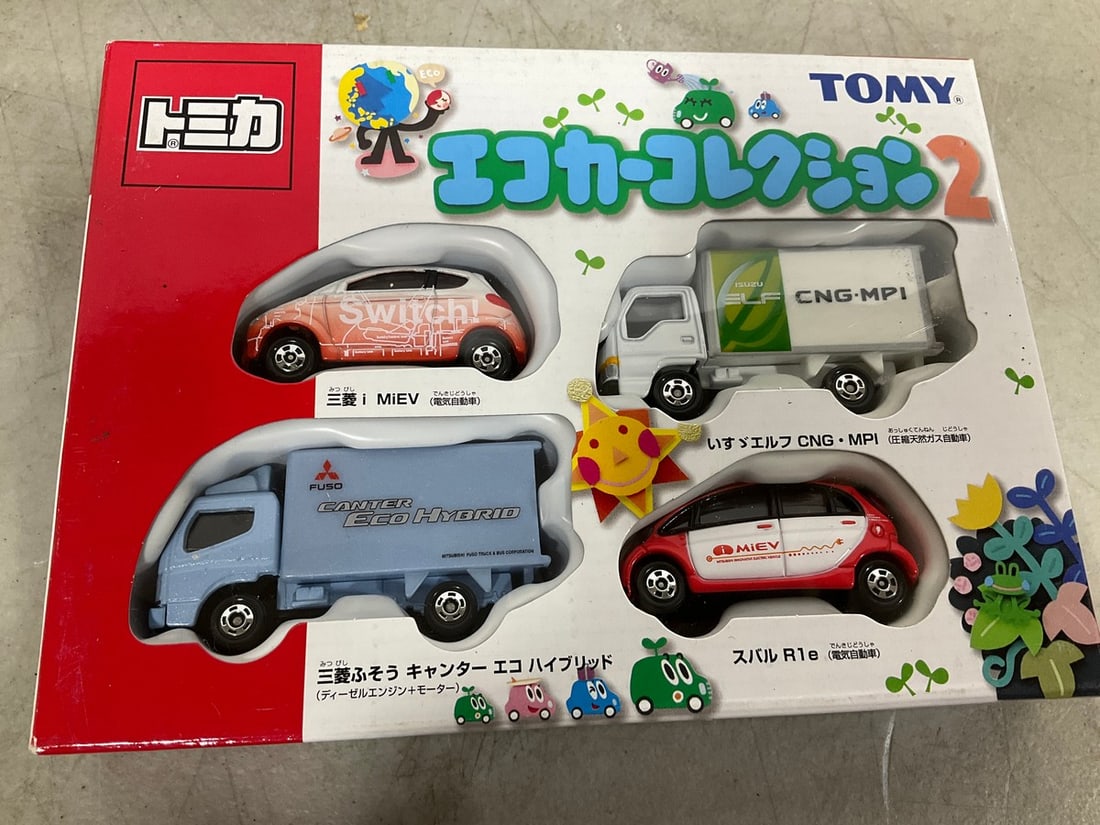 トミカ®
ECO
TOMY®
エコカーコレクション2
Switch!
みつびし でんきじどうしゃ
三菱 i MiEV (電気自動車)
ISUZU
ELF
CNG・MPI
あっしゅくてんねん じどうしゃ
いすゞエルフ CNG・MPI (圧縮天然ガス自動車)
FUSO
CANTER
ECO HYBRID
MITSUBISHI FUSO TRUCK & BUS CORPORATION
みつびし
三菱ふそう キャンター エコ ハイブリッド
(ディーゼルエンジン+モーター)
i MiEV
MITSUBISHI INNOVATIVE ELECTRIC VEHICLE
でんきじどうしゃ
スバル R1e (電気自動車)